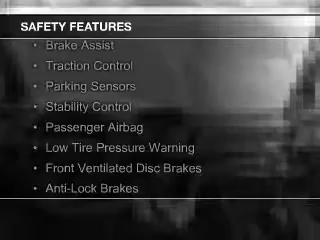 SAFETY FEATURES
• Brake Assist
• Traction Control
• Parking Sensors
• Stability Control
• Passenger Airbag
• Low Tire Pressure Warning
• Front Ventilated Disc Brakes
• Anti-Lock Brakes